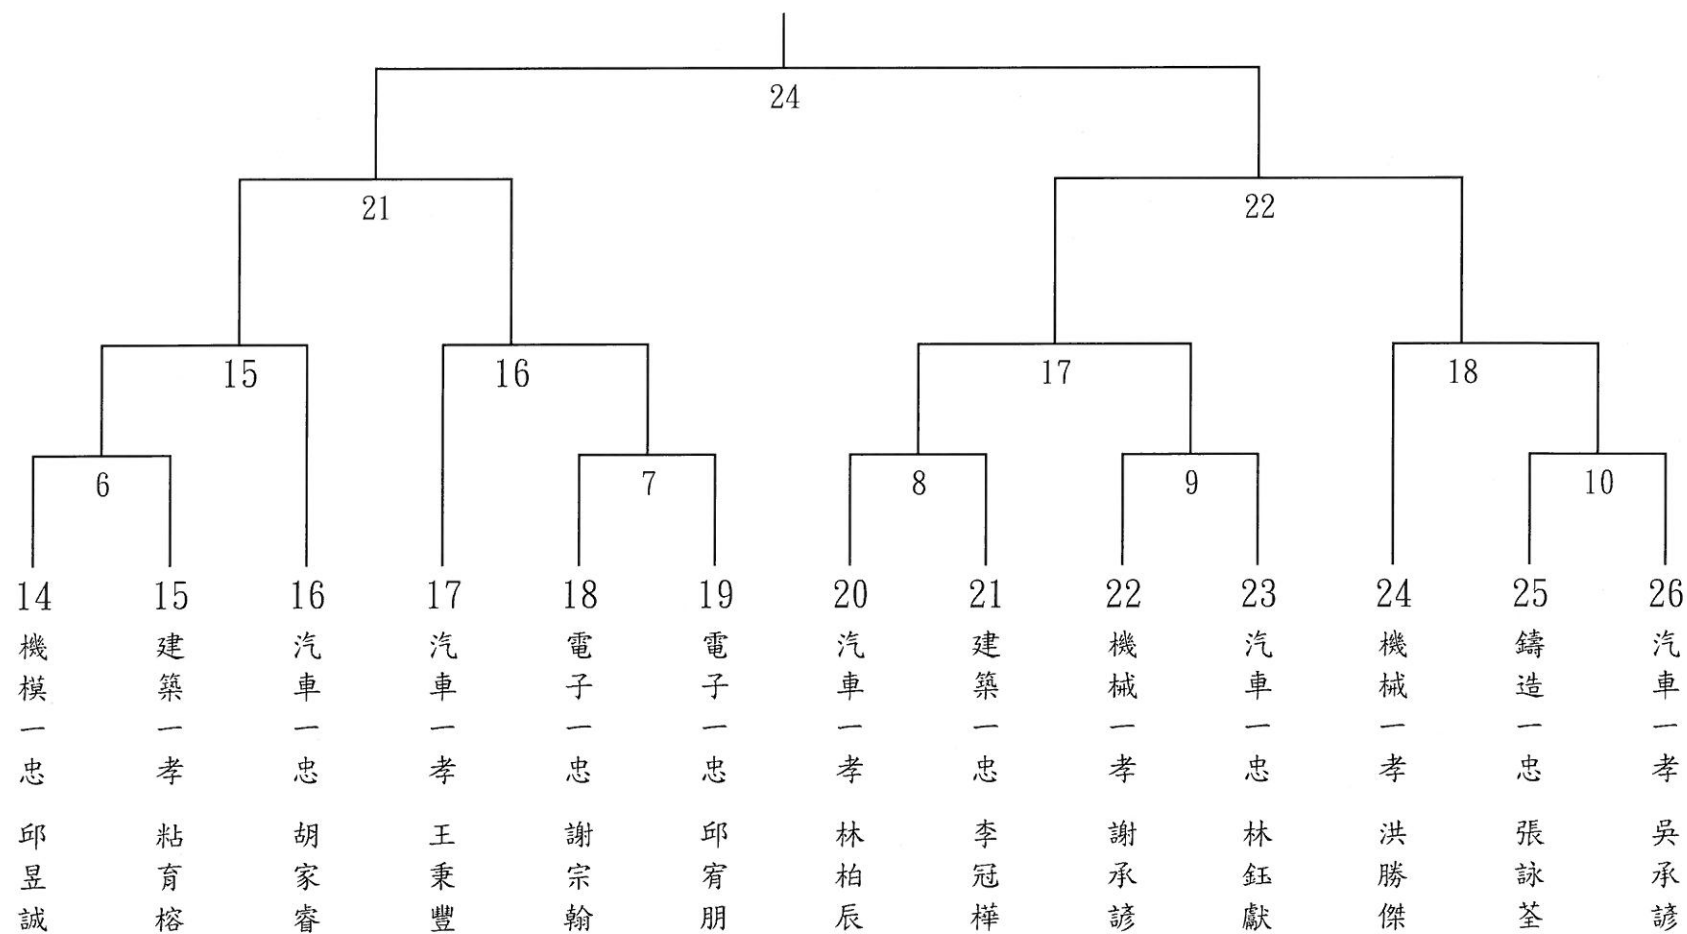 24
21
22
15
16
17
18
6
7
8
9
10
14 機模一忠 邱昱誠
15 建築一孝 粘育榕
16 汽車一忠 胡家睿
17 汽車一孝 王秉豐
18 電子一忠 謝宗翰
19 電子一忠 邱宥朋
20 汽車一孝 林柏辰
21 建築一忠 李冠樺
22 機械一孝 謝承諺
23 汽車一忠 林鈺獻
24 機械一孝 洪勝傑
25 鑄造一忠 張詠荃
26 汽車一孝 吳承諺